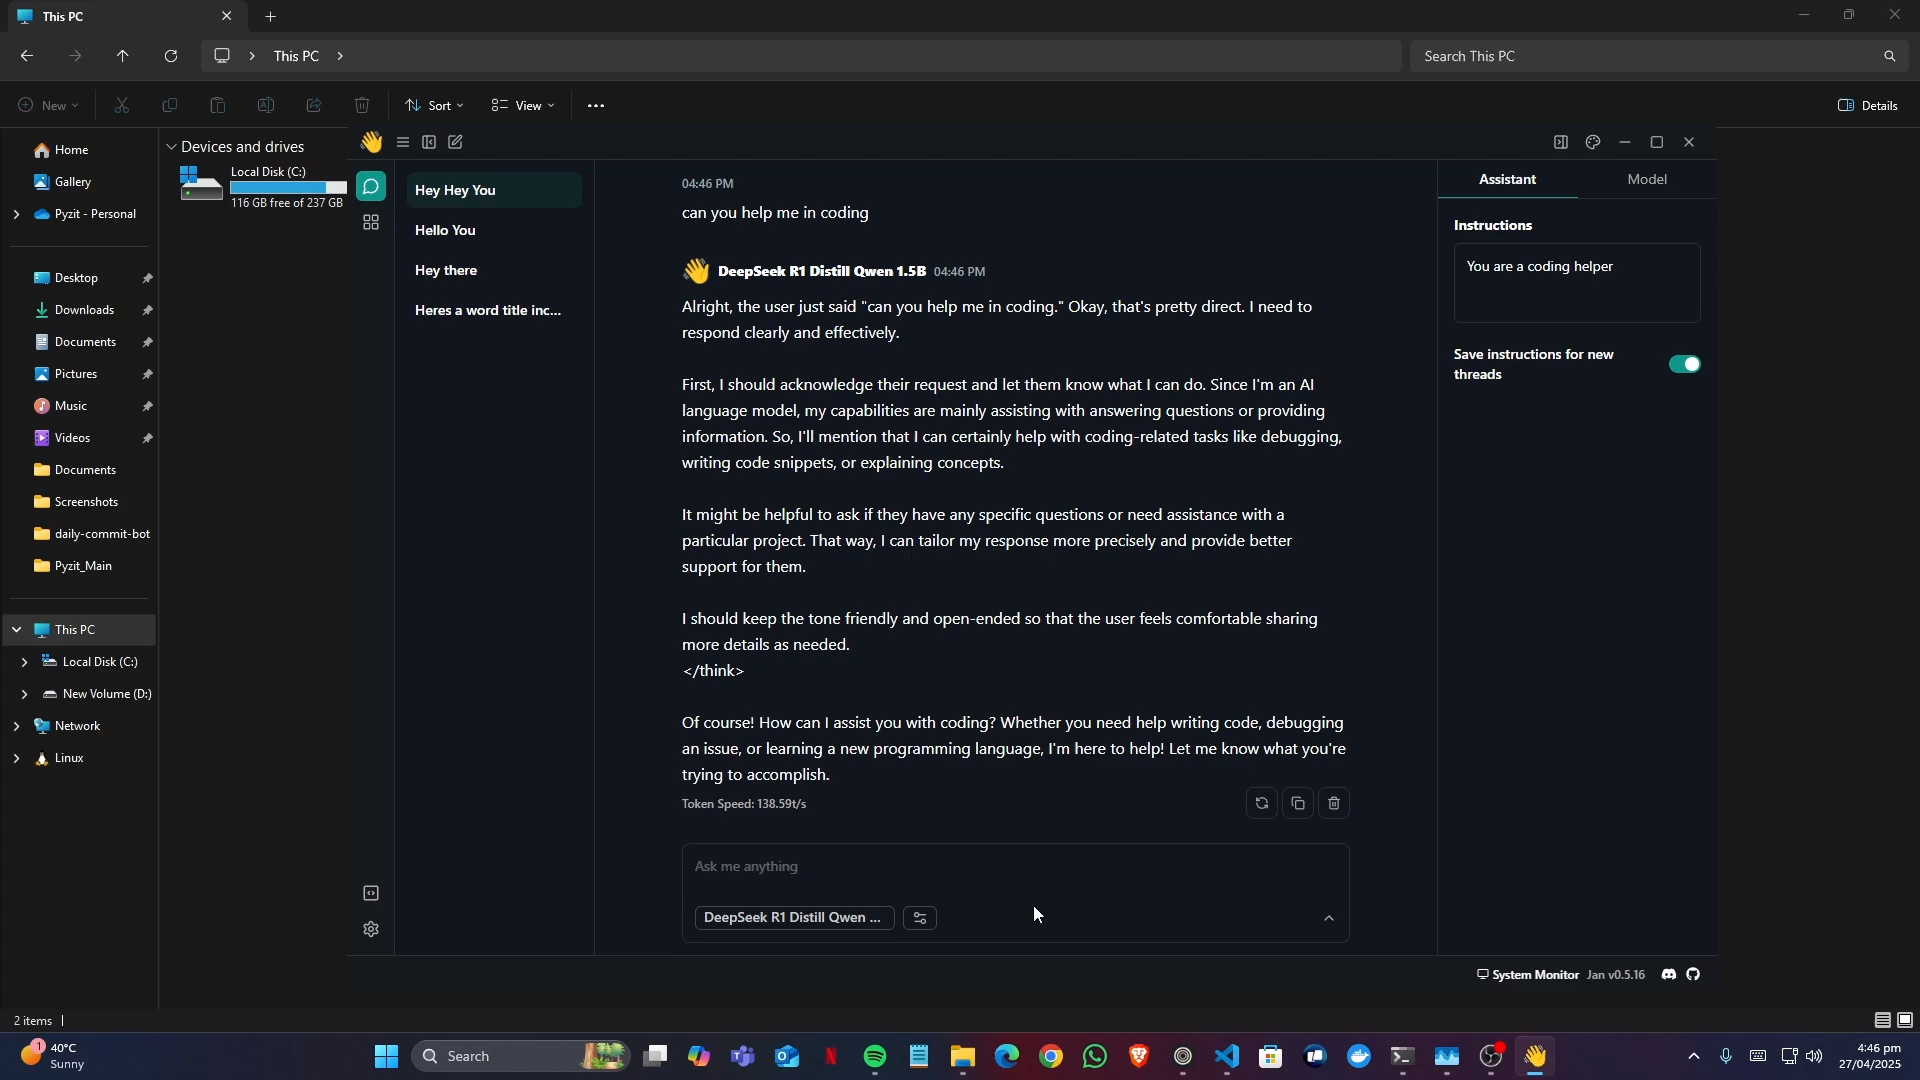 This PC
This PC
Search This PC
New
Sort
View
Details
Home
Gallery
Pyzit - Personal
Desktop
Downloads
Documents
Pictures
Music
Videos
Documents
Screenshots
daily-commit-bot
Pyzit_Main
This PC
Local Disk (C:)
New Volume (D:)
Network
Linux
Devices and drives
Local Disk (C:)
116 GB free of 237 GB
Hey Hey You
Hello You
Hey there
Heres a word title inc...
04:46 PM
can you help me in coding
DeepSeek R1 Distill Qwen 1.5B 04:46 PM
Alright, the user just said "can you help me in coding." Okay, that's pretty direct. I need to
respond clearly and effectively.
First, I should acknowledge their request and let them know what I can do. Since I'm an AI
language model, my capabilities are mainly assisting with answering questions or providing
information. So, I'll mention that I can certainly help with coding-related tasks like debugging,
writing code snippets, or explaining concepts.
It might be helpful to ask if they have any specific questions or need assistance with a
particular project. That way, I can tailor my response more precisely and provide better
support for them.
I should keep the tone friendly and open-ended so that the user feels comfortable sharing
more details as needed.
</think>
Of course! How can I assist you with coding? Whether you need help writing code, debugging
an issue, or learning a new programming language, I'm here to help! Let me know what you're
trying to accomplish.
Token Speed: 138.59t/s
Ask me anything
DeepSeek R1 Distill Qwen ...
Assistant
Model
Instructions
You are a coding helper
Save instructions for new
threads
System Monitor Jan v0.5.16
2 items
1
40°C
Sunny
Search
4:46 pm
27/04/2025